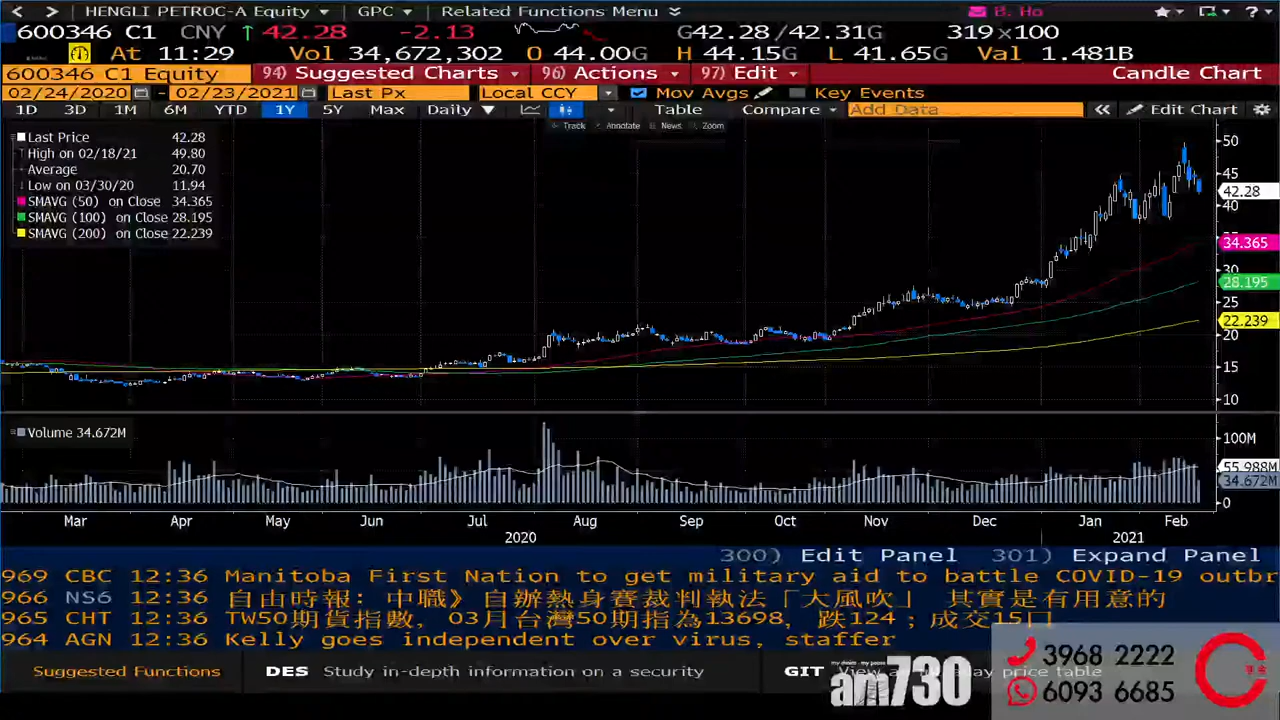 < > HENGLI PETROC-A Equity GPC Related Functions Menu B. Ho ?
600346 C1 CNY ↑ 42.28 -2.13 G42.28 /42.31G 319 x100
At 11:29 Vol 34,672,302 O 44.00G H 44.15G L 41.65G Val 1.481B
600346 C1 Equity 94) Suggested Charts 96) Actions 97) Edit Candle Chart
02/24/2020 - 02/23/2021 Last Px Local CCY Mov Avgs Key Events
1D 3D 1M 6M YTD 1Y 5Y Max Daily Table Compare Add Data « Edit Chart
Track Annotate News Zoom
Last Price 42.28
High on 02/18/21 49.80
Average 20.70
Low on 03/30/20 11.94
SMAVG (50) on Close 34.365
SMAVG (100) on Close 28.195
SMAVG (200) on Close 22.239
50
45
42.28
40
34.365
30
28.195
25
22.239
20
15
10
Volume 34.672M
100M
55.988M
34.672M
0
Mar Apr May Jun Jul Aug Sep Oct Nov Dec Jan Feb
2020 2021
300) Edit Panel 301) Expand Panel
969 CBC 12:36 Manitoba First Nation to get military aid to battle COVID-19 outbr
966 NS6 12:36 自由時報: 中職》自辦熱身賽裁判執法「大風吹」 其實是有用意的
965 CHT 12:36 TW50期貨指數, 03月台灣50期指為13698, 跌124；成交15口
964 AGN 12:36 Kelly goes independent over virus, staffer
Suggested Functions DES Study in-depth information on a security GIT View an day price table
my choice . my paper
am730
3968 2222
6093 6685